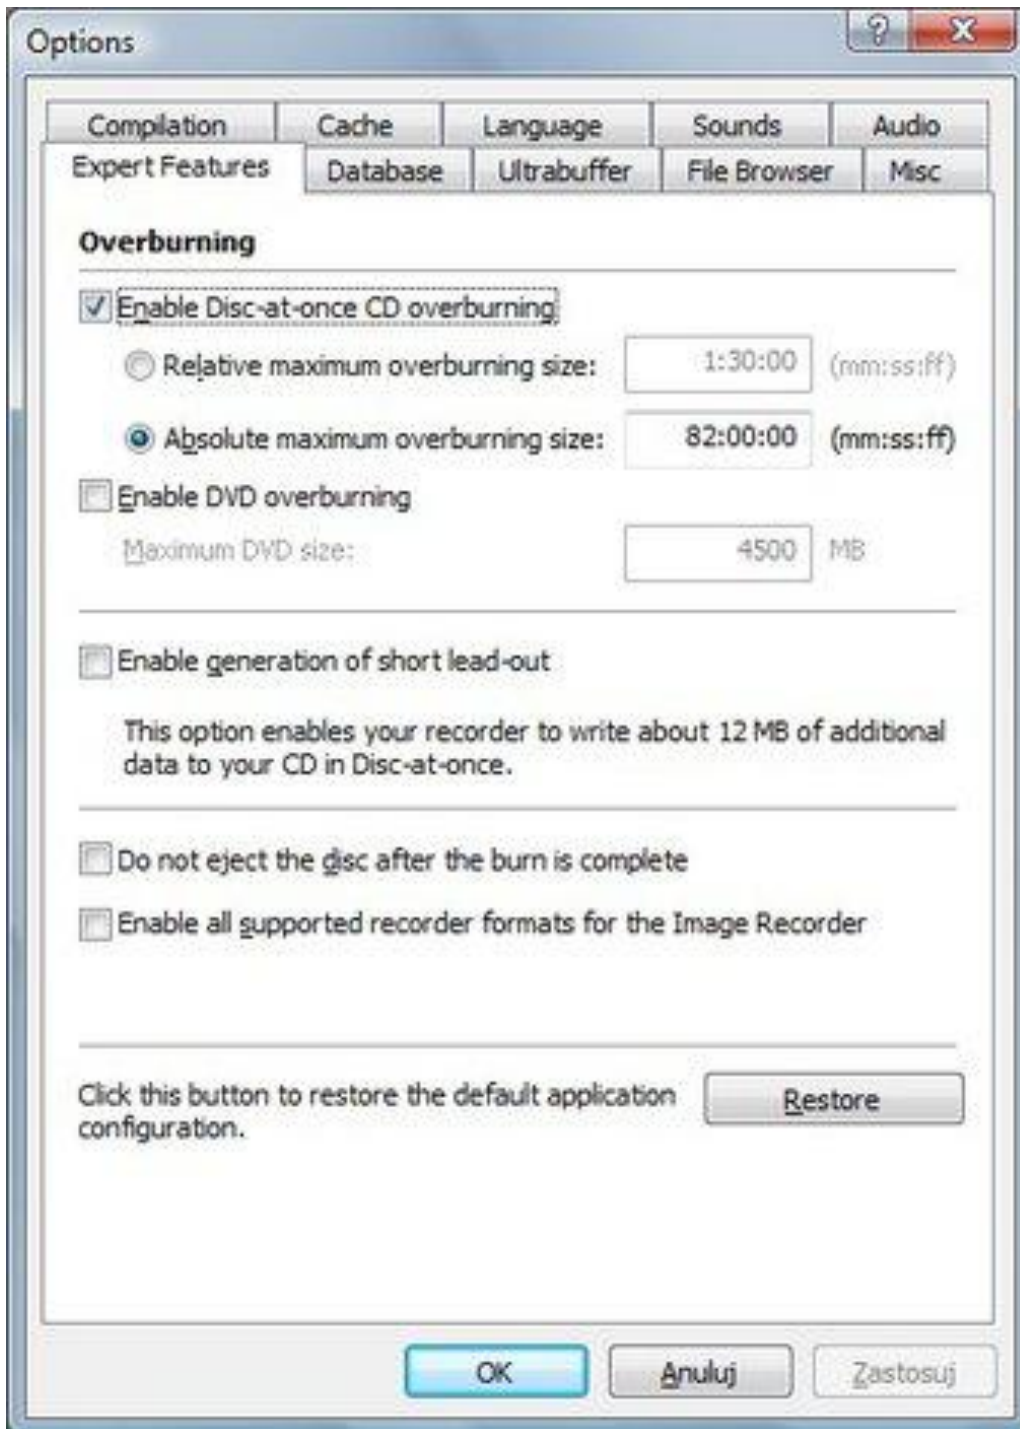 Options
Compilation Cache Language Sounds Audio
Expert Features Database Ultrabuffer File Browser Misc
Overburning
Enable Disc-at-once CD overburning
Relative maximum overburning size: 1:30:00 (mm:ss:ff)
Absolute maximum overburning size: 82:00:00 (mm:ss:ff)
Enable DVD overburning
Maximum DVD size: 4500 MB
Enable generation of short lead-out
This option enables your recorder to write about 12 MB of additional
data to your CD in Disc-at-once.
Do not eject the disc after the burn is complete
Enable all supported recorder formats for the Image Recorder
Click this button to restore the default application
configuration.
Restore
OK Anuluj Zastosuj